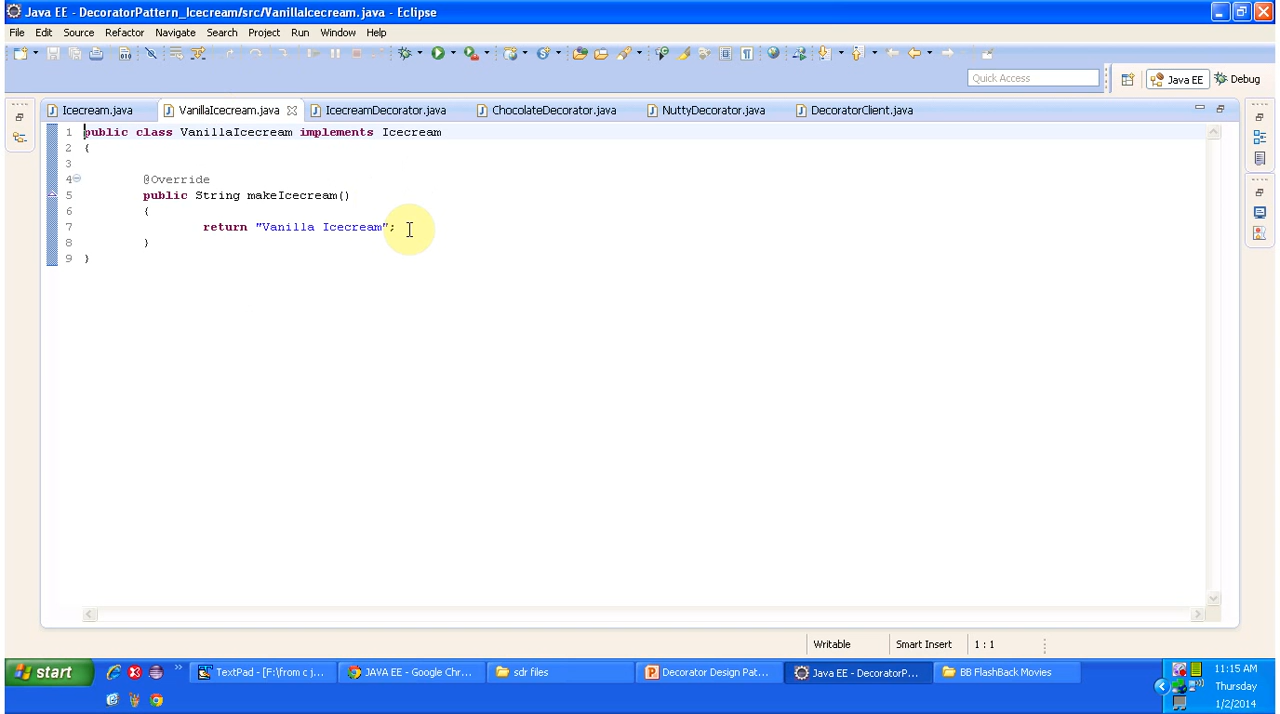 Java EE - DecoratorPattern_Icecream/src/VanillaIcecream.java - Eclipse
File Edit Source Refactor Navigate Search Project Run Window Help
Quick Access
Java EE
Debug
Icecream.java
VanillaIcecream.java
IcecreamDecorator.java
ChocolateDecorator.java
NuttyDecorator.java
DecoratorClient.java
1 public class VanillaIcecream implements Icecream
2 {
3
4 @Override
5 public String makeIcecream()
6 {
7 return "Vanilla Icecream";
8 }
9 }
Writable
Smart Insert
1 : 1
start
TextPad - [F:\from c j...
JAVA EE - Google Chr...
sdr files
Decorator Design Pat...
Java EE - DecoratorP...
BB FlashBack Movies
11:15 AM
Thursday
1/2/2014